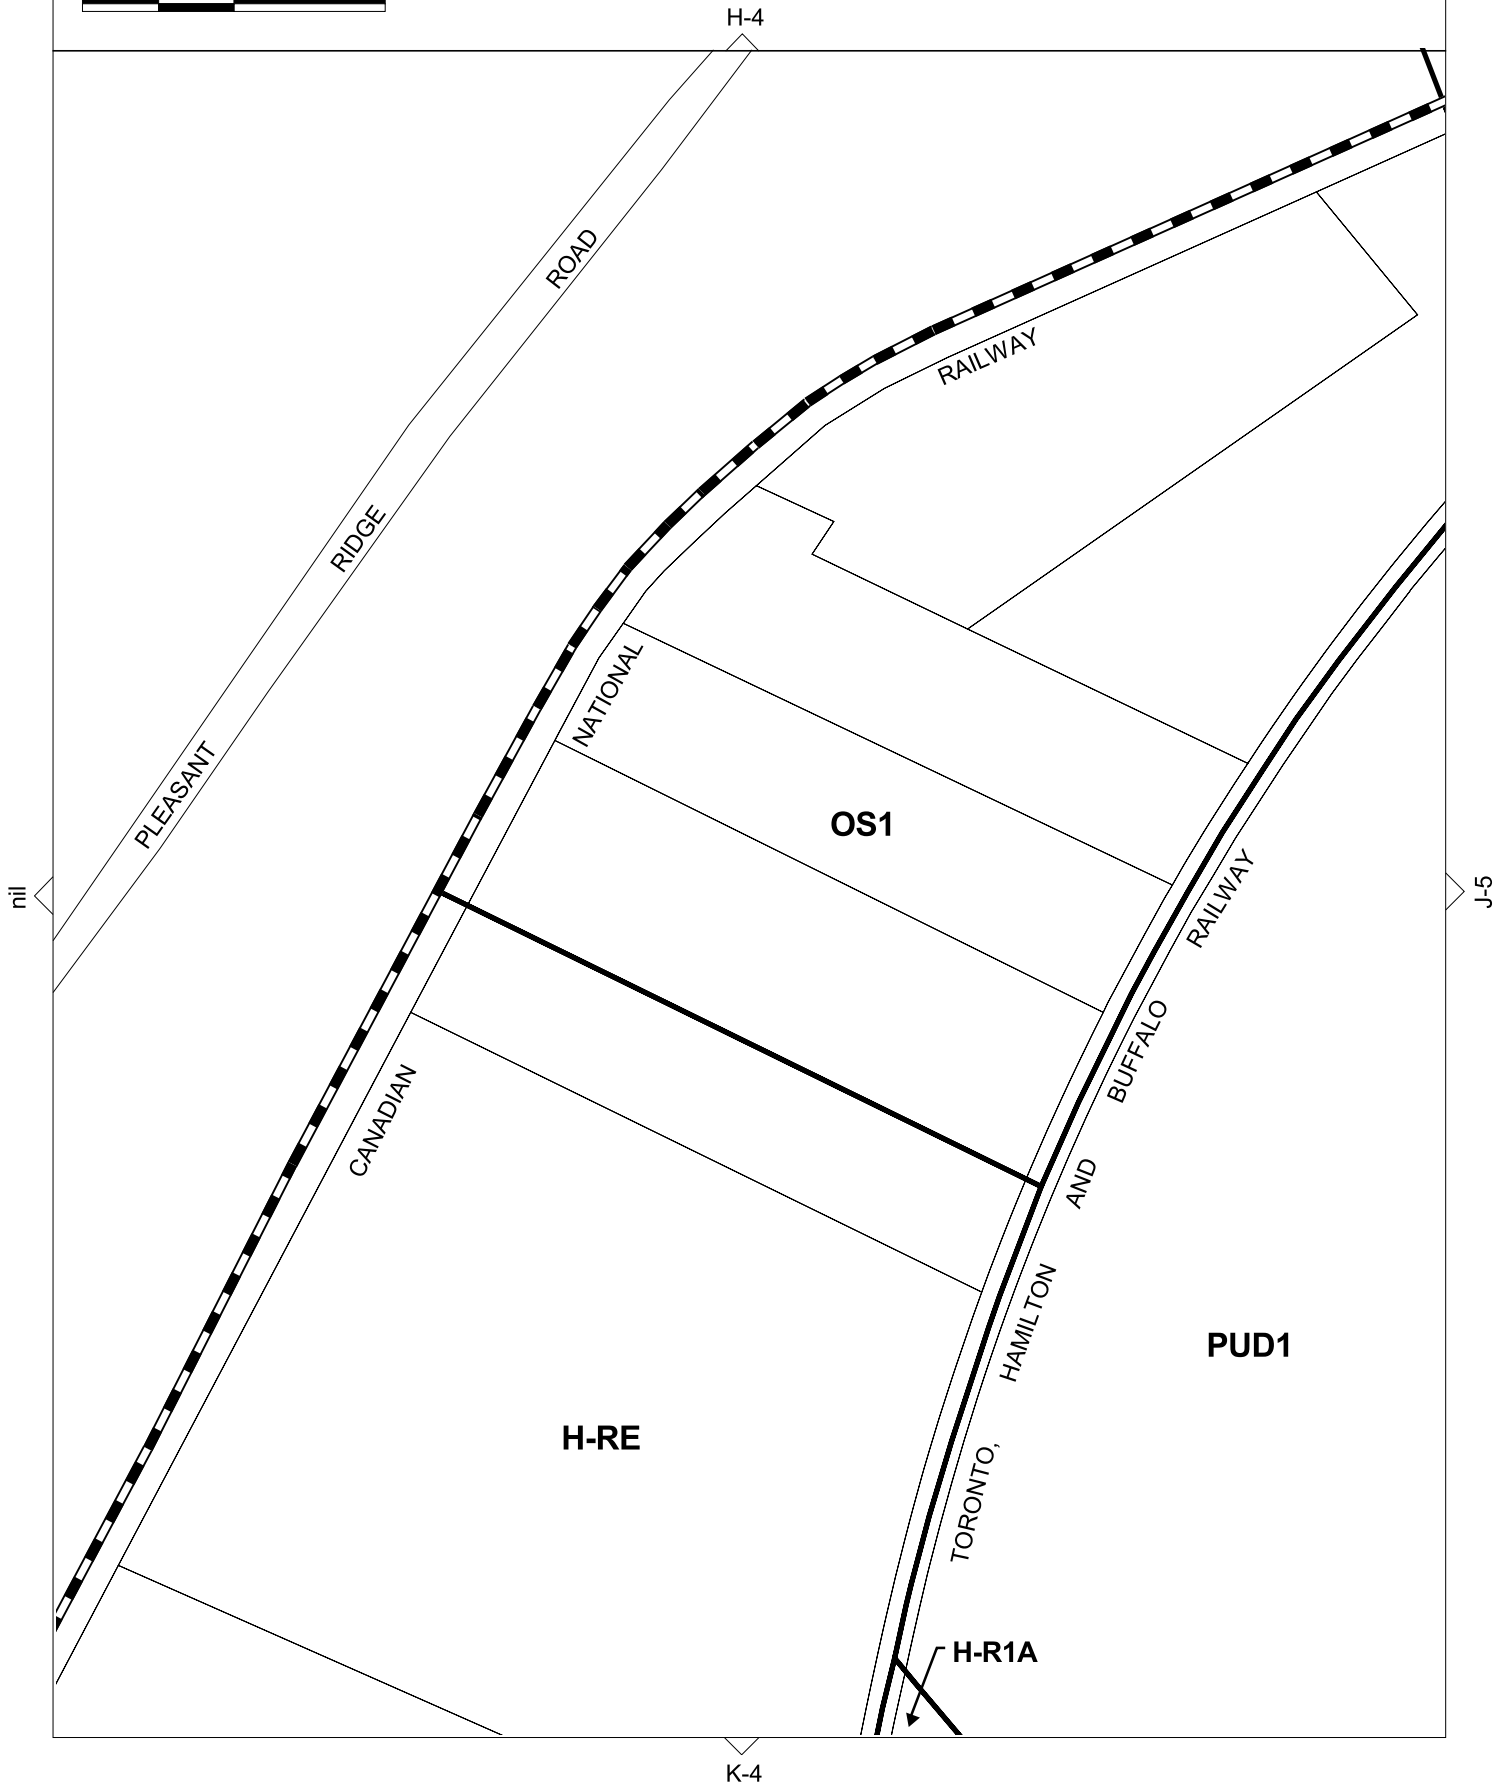 H-4
ROAD
RAILWAY
RIDGE
NATIONAL
PLEASANT
OS1
nil
J-5
RAILWAY
BUFFALO
CANADIAN
AND
HAMILTON
PUD1
H-RE
TORONTO,
H-R1A
K-4